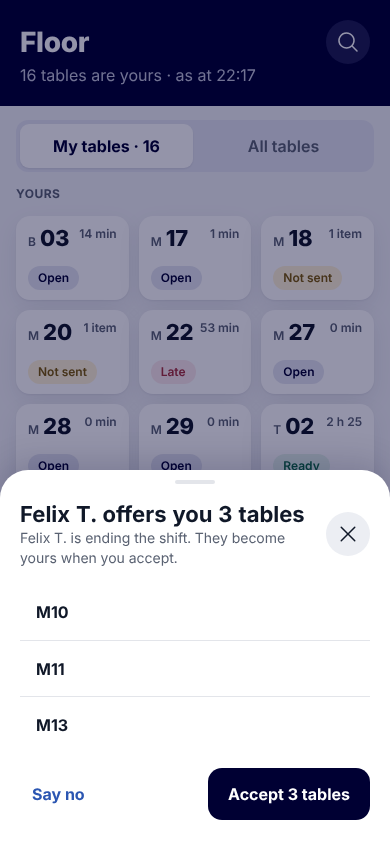 Floor
16 tables are yours · as at 22:17
My tables · 16
All tables
YOURS
B 03 14 min
Open
M 17 1 min
Open
M 18 1 item
Not sent
M 20 1 item
Not sent
M 22 53 min
Late
M 27 0 min
Open
M 28 0 min
Open
M 29 0 min
Open
T 02 2 h 25
Ready
Felix T. offers you 3 tables
Felix T. is ending the shift. They become
yours when you accept.
M10
M11
M13
Say no
Accept 3 tables